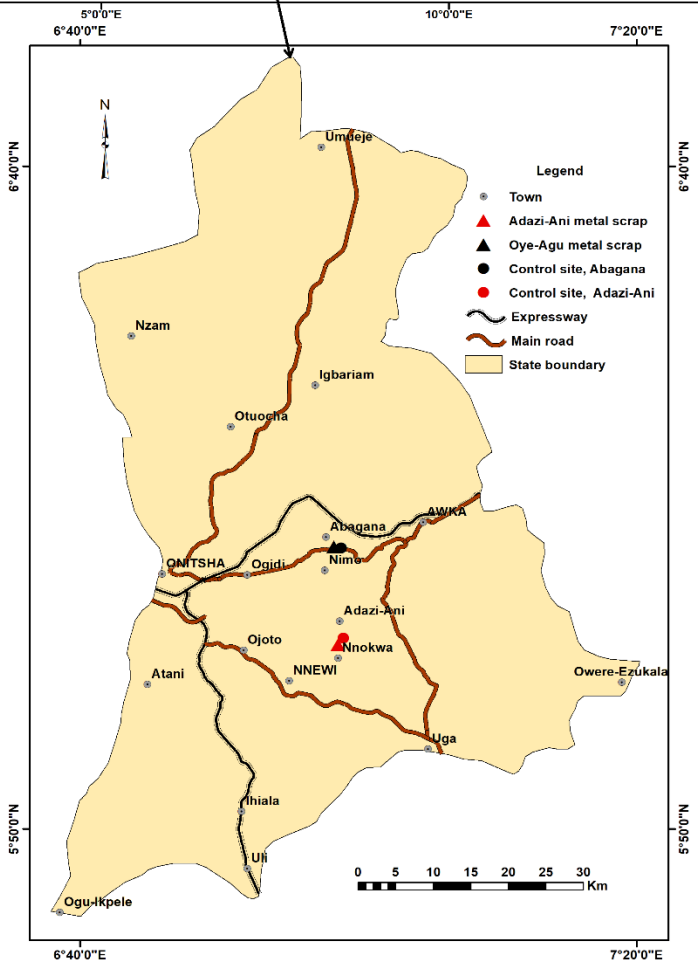 5°0'0"E
10°0'0"E
6°40'0"E
7°20'0"E
N
Umueje
6°40'0"N
6°40'0"N
Legend
Town
Adazi-Ani metal scrap
Oye-Agu metal scrap
Control site, Abagana
Control site, Adazi-Ani
Expressway
Main road
State boundary
Nzam
Igbariam
Otuocha
AWKA
Abagana
ONITSHA
Ogidi
Nimo
Adazi-Ani
Ojoto
Nnokwa
Atani
NNEWI
Owere-Ezukala
Uga
5°50'0"N
5°50'0"N
Ihiala
Uli
0 5 10 15 20 25 30
Km
Ogu-Ikpele
6°40'0"E
7°20'0"E